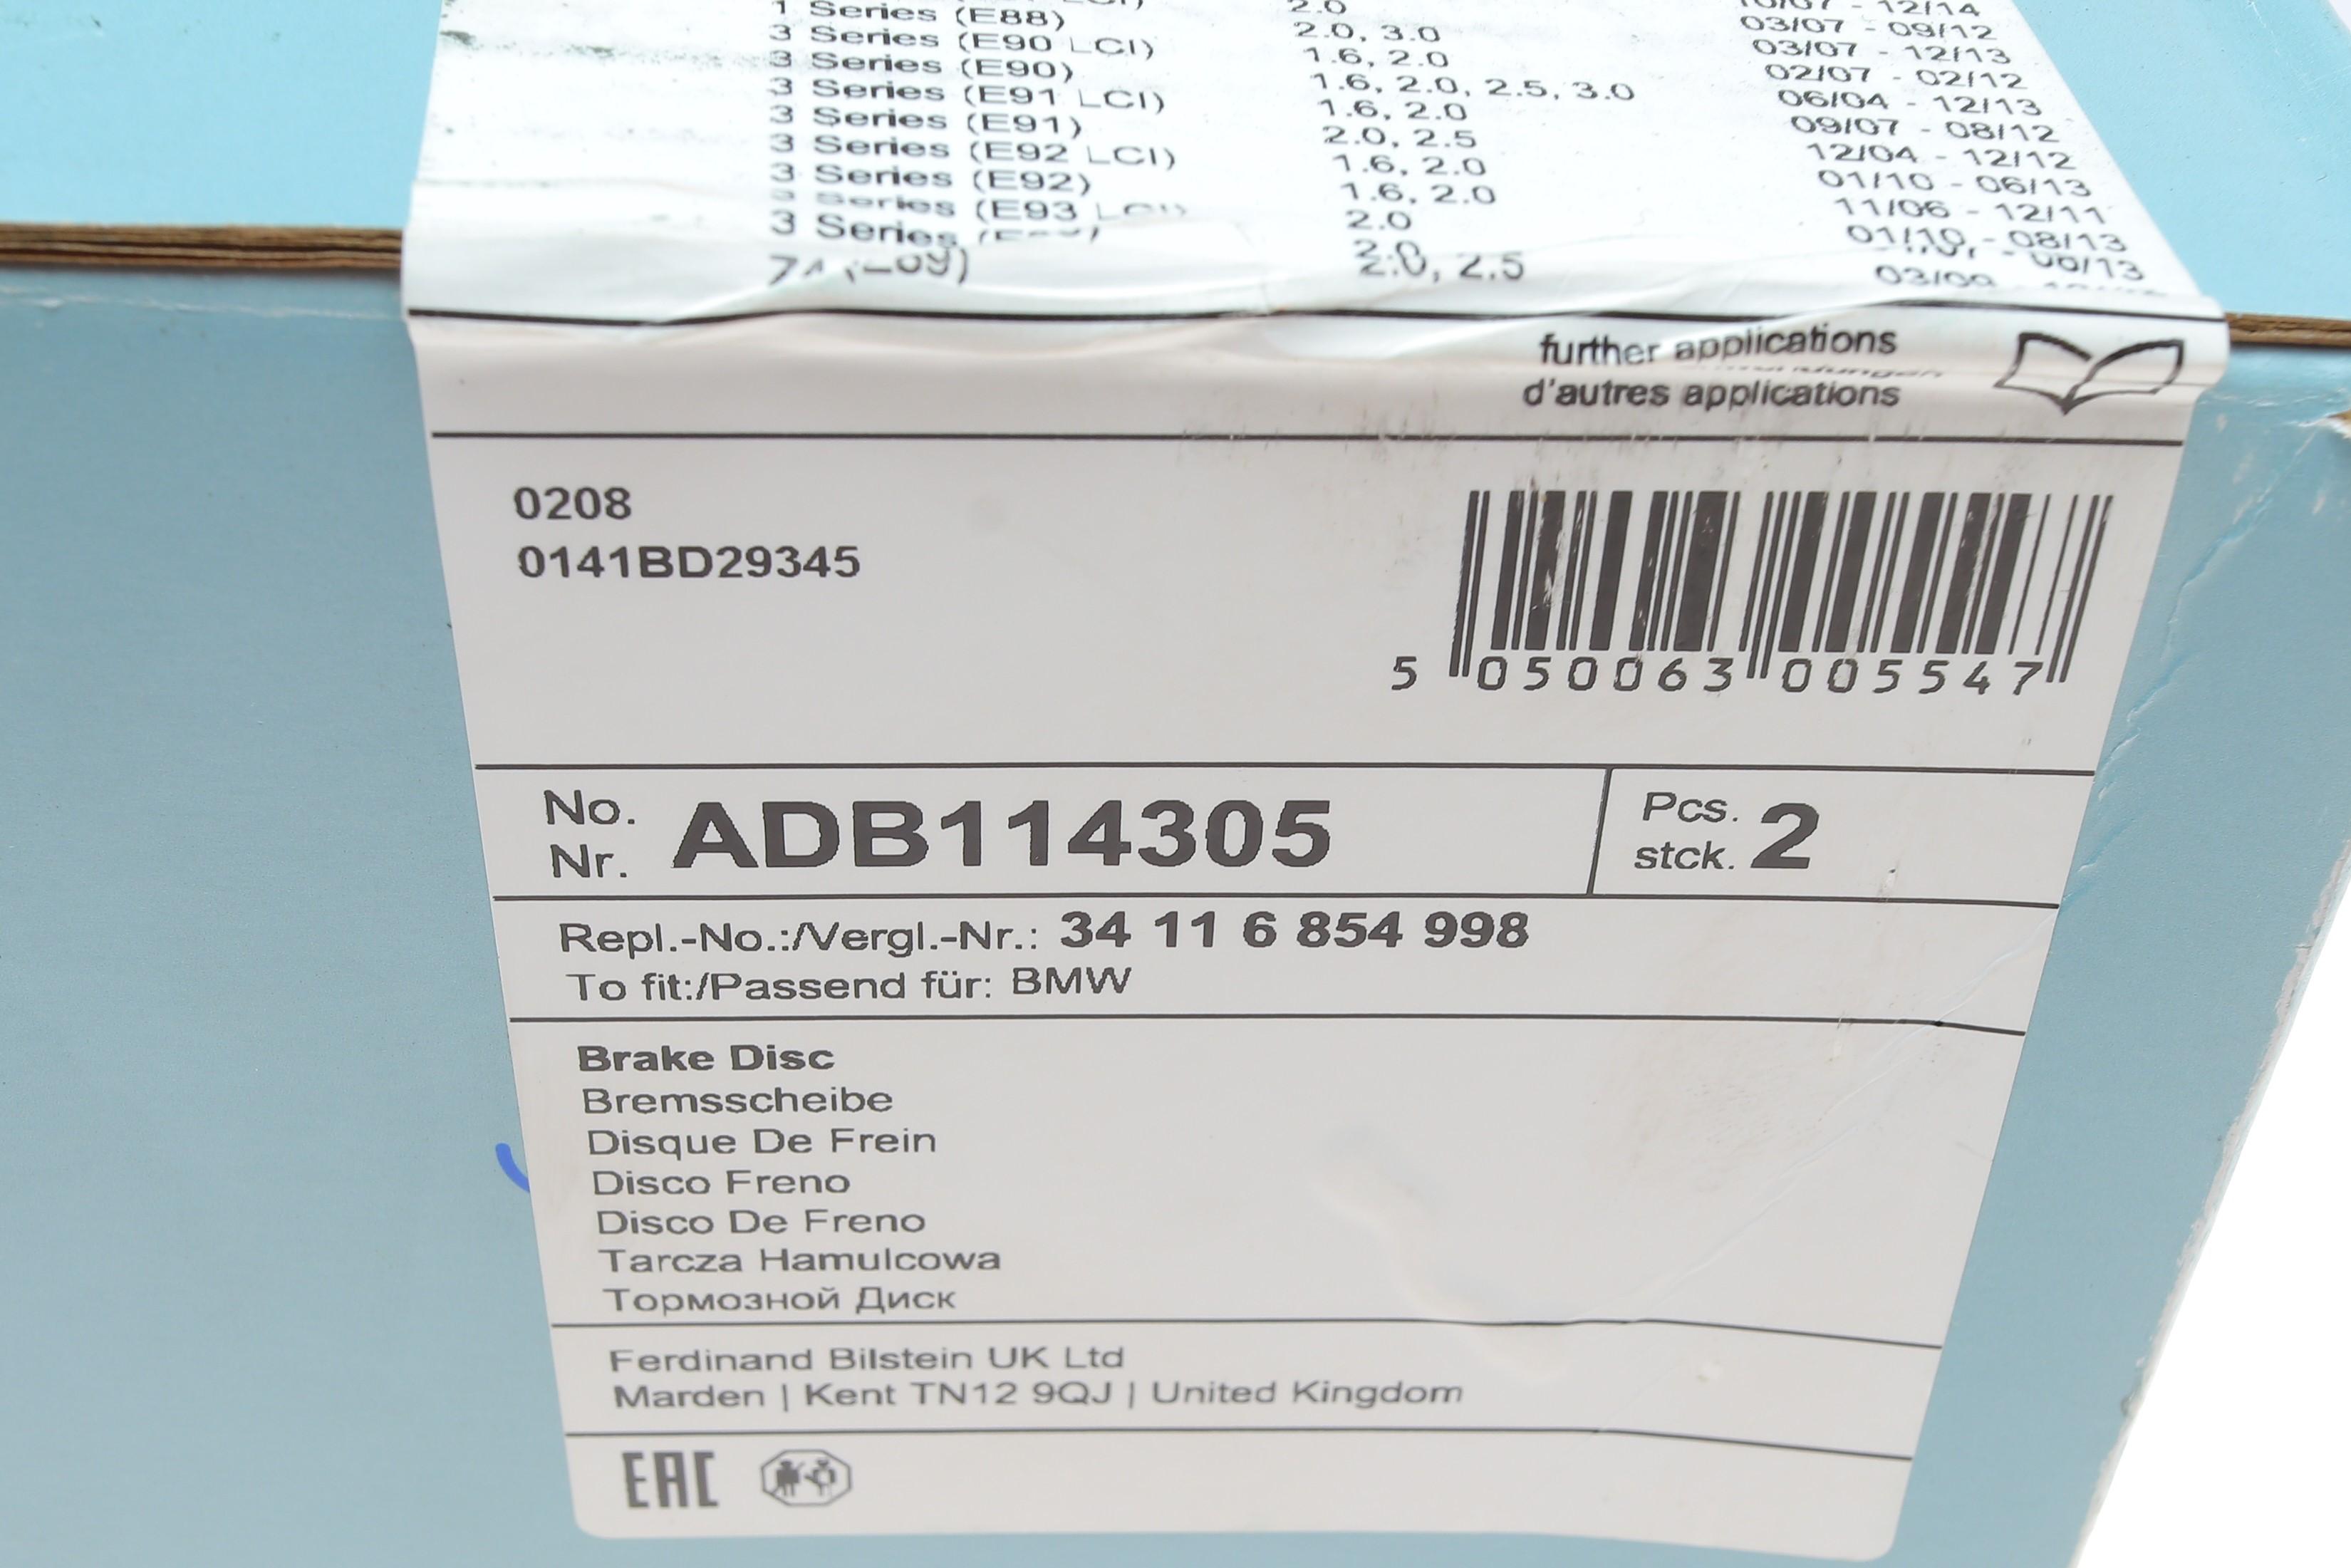 1 Series (E88) 2.0, 3.0 03/07 - 09/12
3 Series (E90 LCI) 1.6, 2.0 03/07 - 12/13
3 Series (E90) 1.6, 2.0, 2.5, 3.0 02/07 - 02/12
3 Series (E91 LCI) 1.6, 2.0 06/04 - 12/13
3 Series (E91) 2.0, 2.5 09/07 - 08/12
3 Series (E92 LCI) 1.6, 2.0 12/04 - 12/12
3 Series (E92) 1.6, 2.0 01/10 - 06/13
3 Series (E93 2.0 11/06 - 12/11
3 Series 2.0 01/10 - 08/13
2.0, 2.5
further applications
d'autres applications
0208
0141BD29345
5 050063 005547
No. Nr. ADB114305 Pcs. stck. 2
Repl.-No.:/Vergl.-Nr.: 34 11 6 854 998
To fit:/Passend für: BMW
Brake Disc
Bremsscheibe
Disque De Frein
Disco Freno
Disco De Freno
Tarcza Hamulcowa
Тормозной Диск
Ferdinand Bilstein UK Ltd
Marden | Kent TN12 9QJ | United Kingdom
EAC